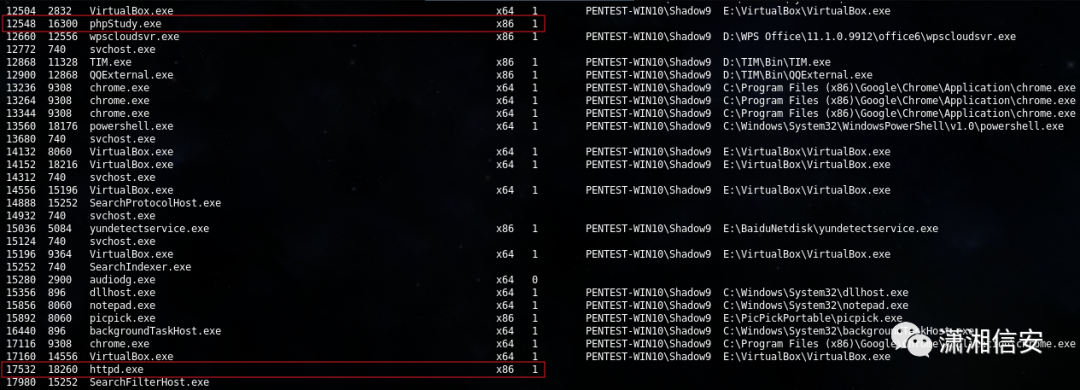 12504 2832 VirtualBox.exe x64 1 PENTEST-WIN10\Shadow9 E:\VirtualBox.exe
12548 16300 phpStudy.exe x86 1
12660 12556 wpscloudsvr.exe x86 1 PENTEST-WIN10\Shadow9 D:\WPS Office\11.1.0.9912\office6\wpscloudsvr.exe
12772 740 svchost.exe
12868 11328 TIM.exe x86 1 PENTEST-WIN10\Shadow9 D:\TIM\Bin\TIM.exe
12900 12868 QQExternal.exe x86 1 PENTEST-WIN10\Shadow9 D:\TIM\Bin\QQExternal.exe
13236 9308 chrome.exe x64 1 PENTEST-WIN10\Shadow9 C:\Program Files (x86)\Google\Chrome\Application\chrome.exe
13264 9308 chrome.exe x64 1 PENTEST-WIN10\Shadow9 C:\Program Files (x86)\Google\Chrome\Application\chrome.exe
13344 9308 chrome.exe x64 1 PENTEST-WIN10\Shadow9 C:\Program Files (x86)\Google\Chrome\Application\chrome.exe
13560 18176 powershell.exe x64 1 PENTEST-WIN10\Shadow9 C:\Windows\System32\WindowsPowerShell\v1.0\powershell.exe
13680 740 svchost.exe
14132 8060 VirtualBox.exe x64 1 PENTEST-WIN10\Shadow9 E:\VirtualBox\VirtualBox.exe
14152 18216 VirtualBox.exe x64 1 PENTEST-WIN10\Shadow9 E:\VirtualBox\VirtualBox.exe
14312 740 svchost.exe
14556 15196 VirtualBox.exe x64 1 PENTEST-WIN10\Shadow9 E:\VirtualBox\VirtualBox.exe
14888 15252 SearchProtocolHost.exe
14932 740 svchost.exe
15036 5084 yundetectservice.exe x86 1 PENTEST-WIN10\Shadow9 E:\BaiduNetdisk\yundetectservice.exe
15124 740 svchost.exe
15196 9364 VirtualBox.exe x64 1 PENTEST-WIN10\Shadow9 E:\VirtualBox\VirtualBox.exe
15252 740 SearchIndexer.exe
15280 2900 audiodg.exe x64 0
15356 896 dllhost.exe x64 1 PENTEST-WIN10\Shadow9 C:\Windows\System32\dllhost.exe
15856 8060 notepad.exe x64 1 PENTEST-WIN10\Shadow9 C:\Windows\System32\notepad.exe
15892 8060 picpick.exe x86 1 PENTEST-WIN10\Shadow9 E:\PicPickPortable\picpick.exe
16440 896 backgroundTaskHost.exe x64 1 PENTEST-WIN10\Shadow9
17116 9308 chrome.exe x64 1 PENTEST-WIN10\Shadow9
17160 14556 VirtualBox.exe x64 1 PENTEST-WIN10\Shadow9 E:\VirtualBox\VirtualBox.exe
17532 18260 httpd.exe x86 1
17980 15252 SearchFilterHost.exe
潇湘信安